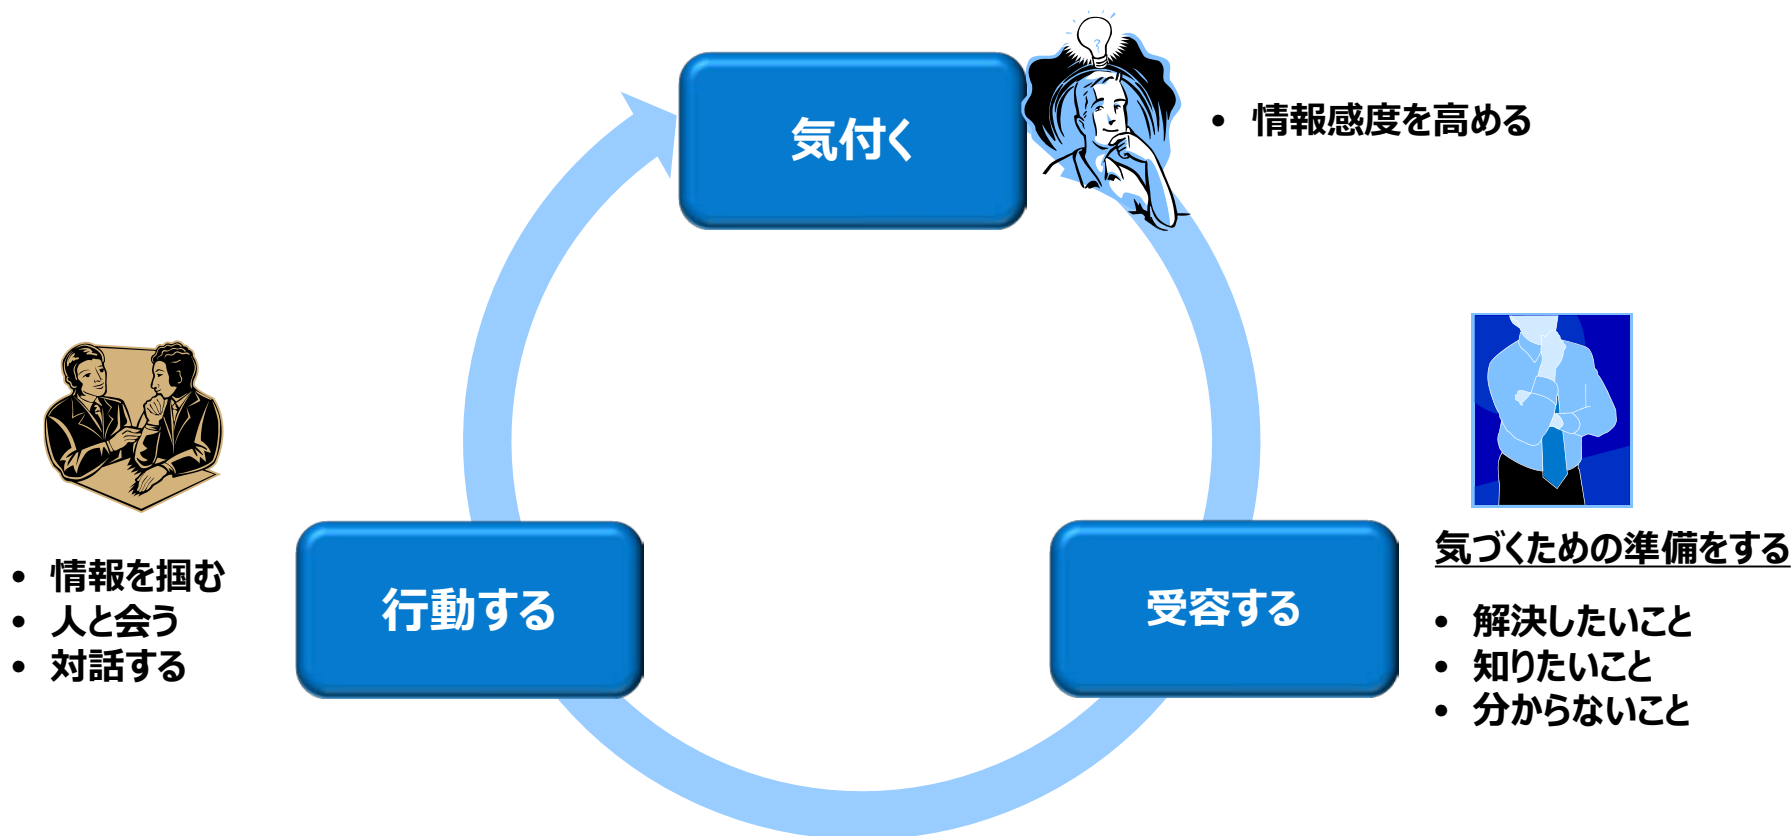 気付く
• 情報感度を高める
受容する
気づくための準備をする
• 解決したいこと
• 知りたいこと
• 分からないこと
行動する
• 情報を掴む
• 人と会う
• 対話する
?